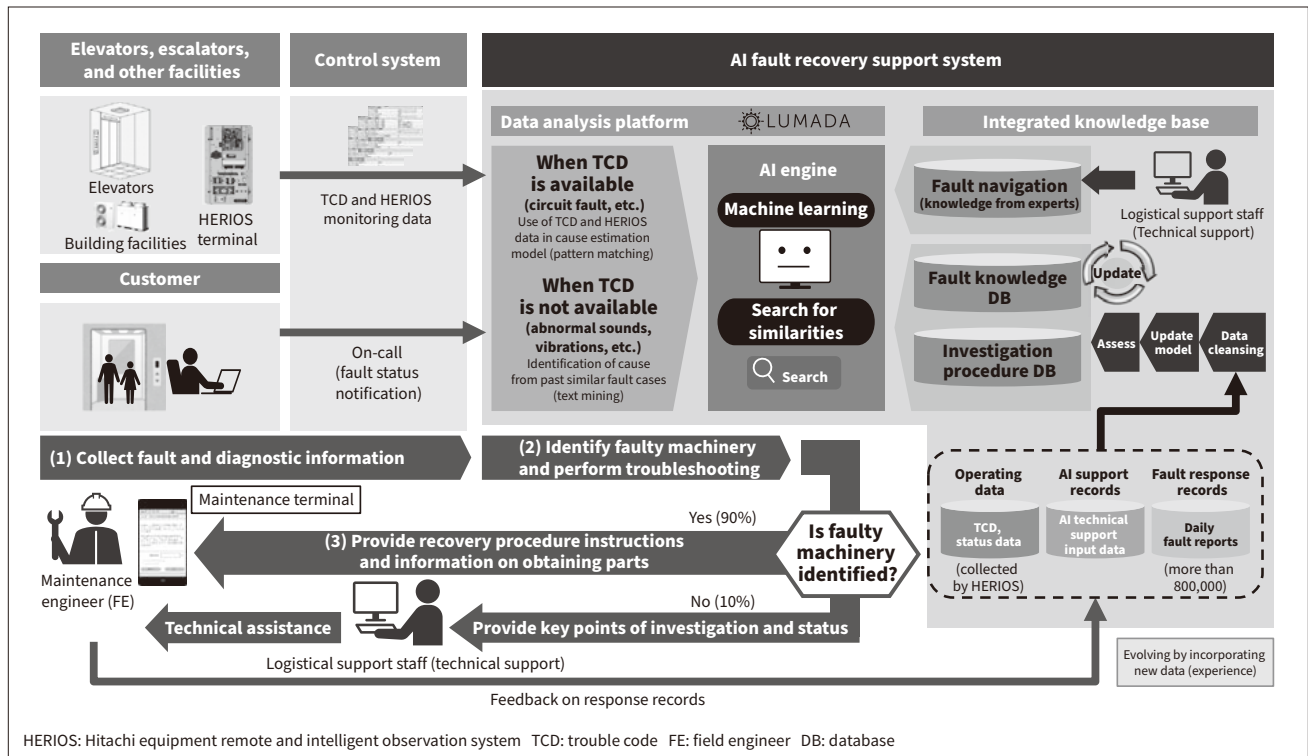 Elevators, escalators,
and other facilities
Control system
AI fault recovery support system
Elevators
Building facilities
HERIOS
terminal
TCD and HERIOS
monitoring data
Customer
On-call
(fault status
notification)
Data analysis platform
LUMADA
When TCD
is available
(circuit fault, etc.)
Use of TCD and HERIOS
data in cause estimation
model (pattern matching)
When TCD
is not available
(abnormal sounds,
vibrations, etc.)
Identification of cause
from past similar fault cases
(text mining)
AI engine
Machine learning
Search for
similarities
Search
Integrated knowledge base
Fault navigation
(knowledge from experts)
Logistical support staff
(Technical support)
Fault knowledge
DB
Update
Investigation
procedure DB
Assess
Update
model
Data
cleansing
(1) Collect fault and diagnostic information
(2) Identify faulty machinery
and perform troubleshooting
Maintenance terminal
Maintenance
engineer (FE)
Yes (90%)
(3) Provide recovery procedure instructions
and information on obtaining parts
Is faulty
machinery
identified?
No (10%)
Provide key points of investigation and status
Technical assistance
Logistical support staff (technical support)
Operating
data
TCD,
status data
(collected
by HERIOS)
AI support
records
AI technical
support
input data
Fault response
records
Daily
fault reports
(more than
800,000)
Evolving by incorporating
new data (experience)
Feedback on response records
HERIOS: Hitachi equipment remote and intelligent observation system TCD: trouble code FE: field engineer DB: database